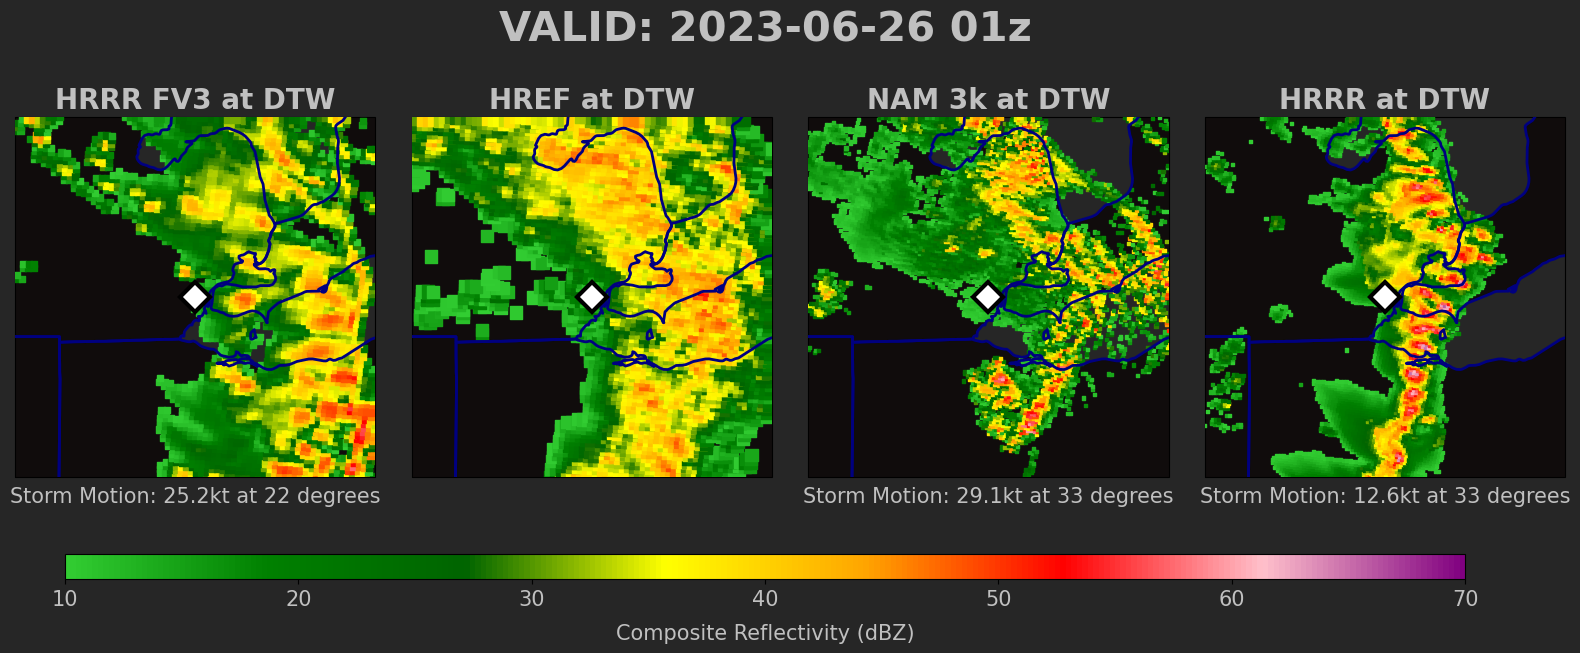 VALID: 2023-06-26 01z
HRRR FV3 at DTW
HREF at DTW
NAM 3k at DTW
HRRR at DTW
Storm Motion: 25.2kt at 22 degrees
Storm Motion: 29.1kt at 33 degrees
Storm Motion: 12.6kt at 33 degrees
10 20 30 40 50 60 70
Composite Reflectivity (dBZ)